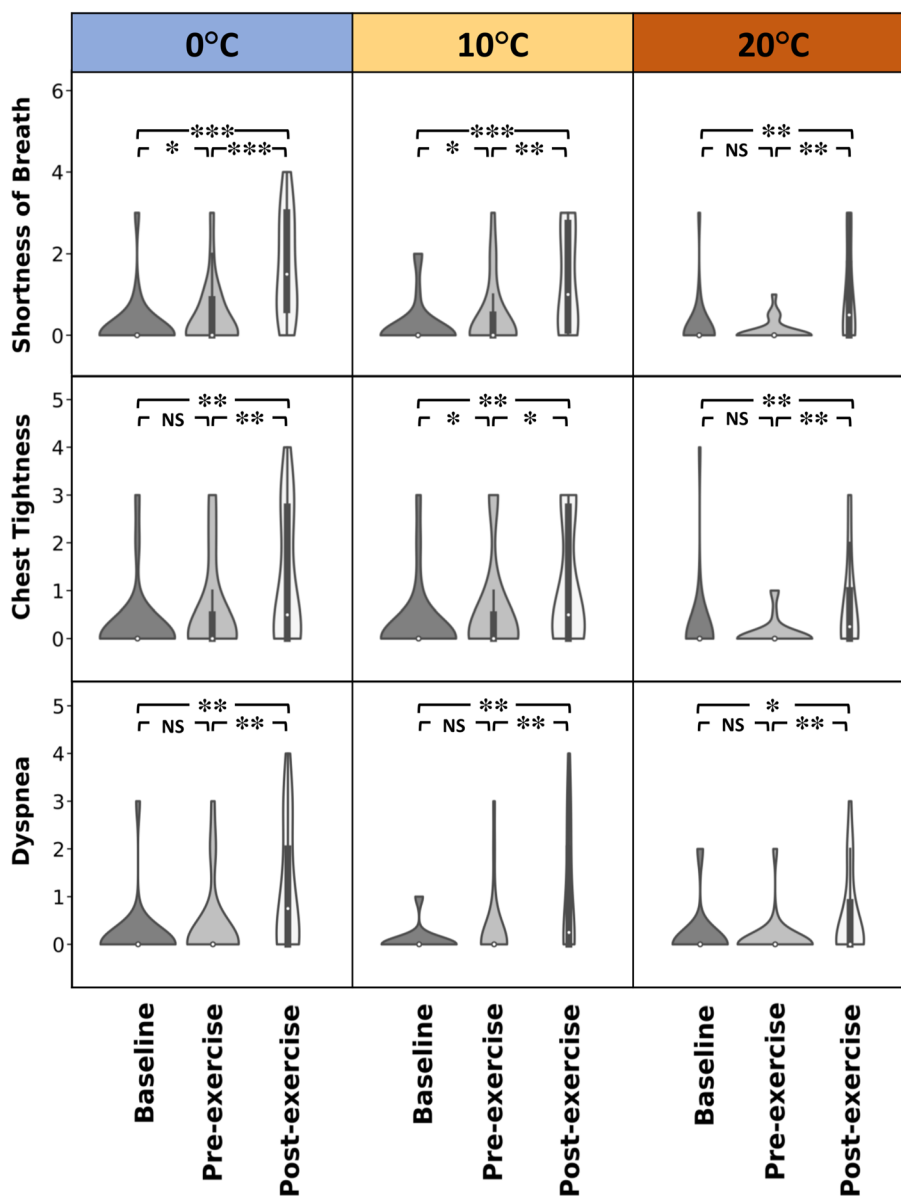 0°C 10°C 20°C
Shortness of Breath
6
4
2
0
*** *** **
* *** * ** NS **
Chest Tightness
5
4
3
2
1
0
** ** **
NS ** * * NS **
Dyspnea
5
4
3
2
1
0
** ** *
NS ** NS ** NS **
Baseline Pre-exercise Post-exercise Baseline Pre-exercise Post-exercise Baseline Pre-exercise Post-exercise